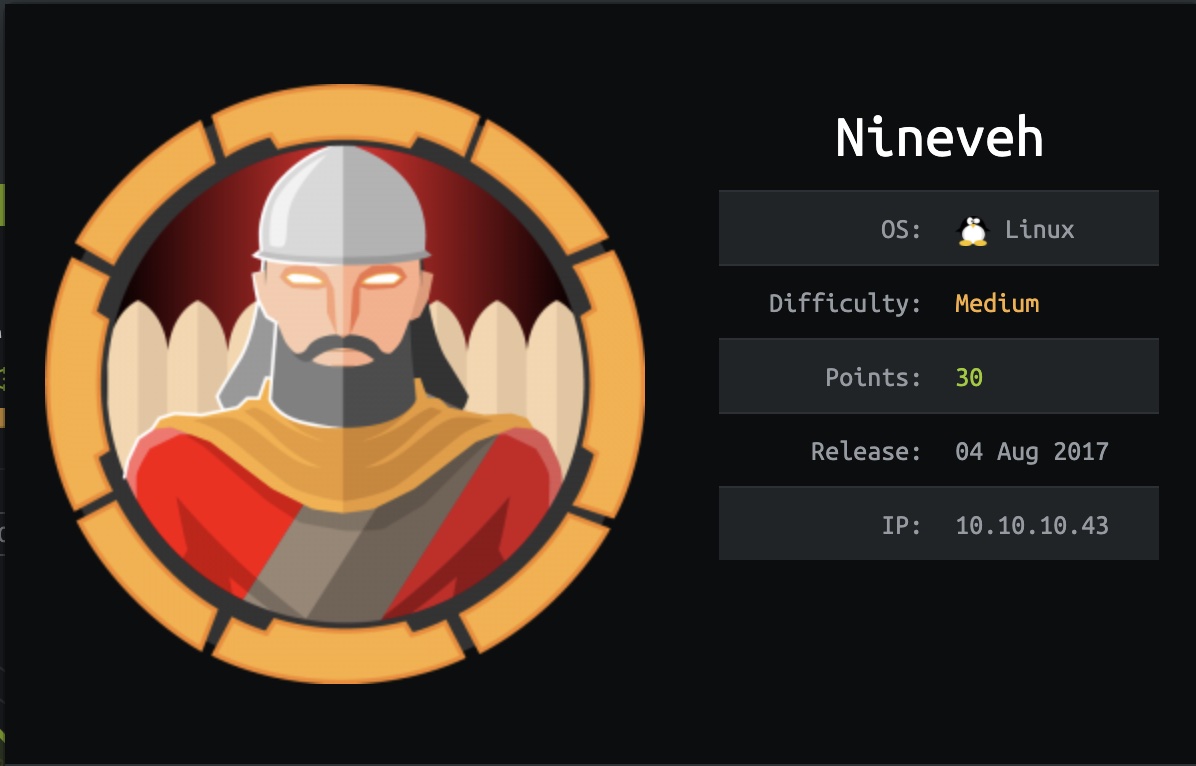 Nineveh
OS: Linux
Difficulty: Medium
Points: 30
Release: 04 Aug 2017
IP: 10.10.10.43